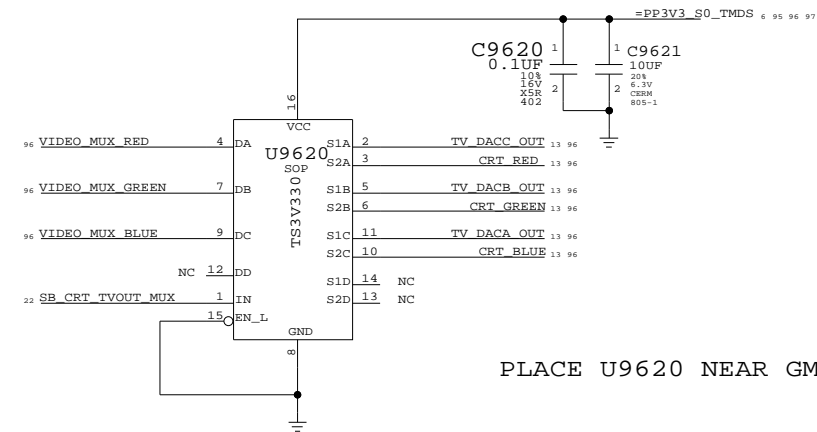 =PP3V3_S0_TMDS 6 95 96 97
C9620 1
0.1UF
10%
16V
X5R 2
402
1 C9621
10UF
20%
6.3V
2 CERM
805-1
16
VCC
U9620
SOP
TS3V330
96 VIDEO_MUX_RED 4 DA
S1A 2 TV_DACC_OUT 13 96
S2A 3 CRT_RED 13 96
96 VIDEO_MUX_GREEN 7 DB
S1B 5 TV_DACB_OUT 13 96
S2B 6 CRT_GREEN 13 96
96 VIDEO_MUX_BLUE 9 DC
S1C 11 TV_DACA_OUT 13 96
S2C 10 CRT_BLUE 13 96
NC 12 DD
S1D 14 NC
22 SB_CRT_TVOUT_MUX 1 IN
S2D 13 NC
15 EN_L
GND
8
PLACE U9620 NEAR GM